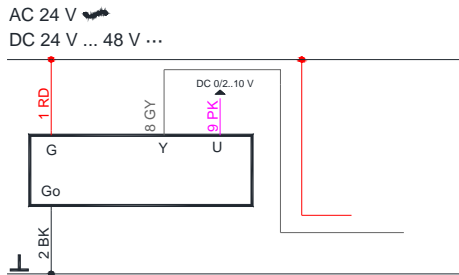 AC 24 V
DC 24 V ... 48 V ⋯
DC 0/2..10 V
1 RD
8 GY
9 PK
G
Y
U
Go
2 BK